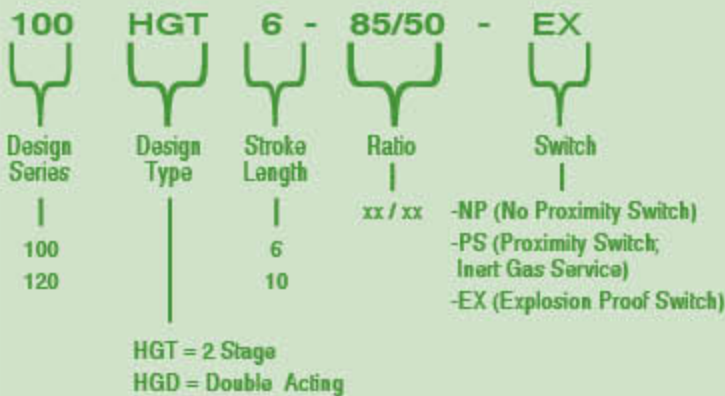 100 HGT 6 - 85/50 - EX
Design Series
Design Type
Stroke Length
Ratio
Switch
100
120
6
10
xx / xx
-NP (No Proximity Switch)
-PS (Proximity Switch;
Inert Gas Service)
-EX (Explosion Proof Switch)
HGT = 2 Stage
HGD = Double Acting